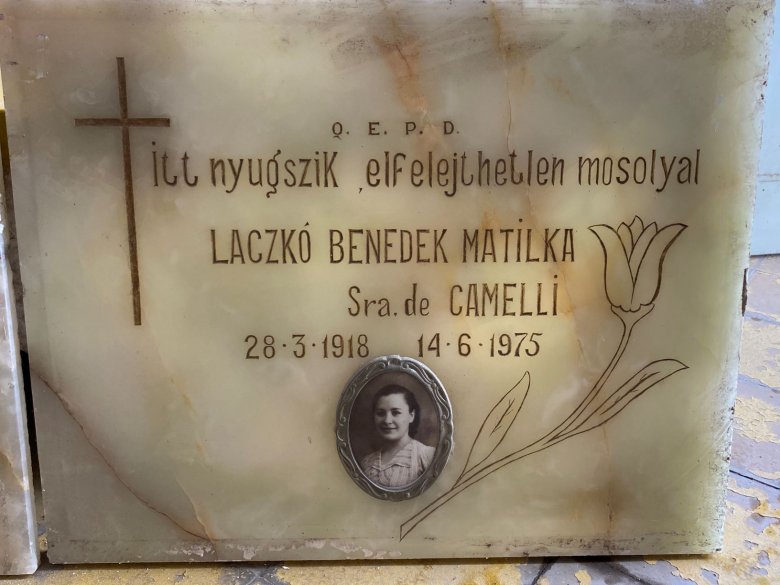 Q. E. P. D.
Itt nyugszik ,elfelejthetlen mosolyal
LACZKÓ BENEDEK MATILKA
Sra. de CAMELLI
28·3·1918 14·6·1975